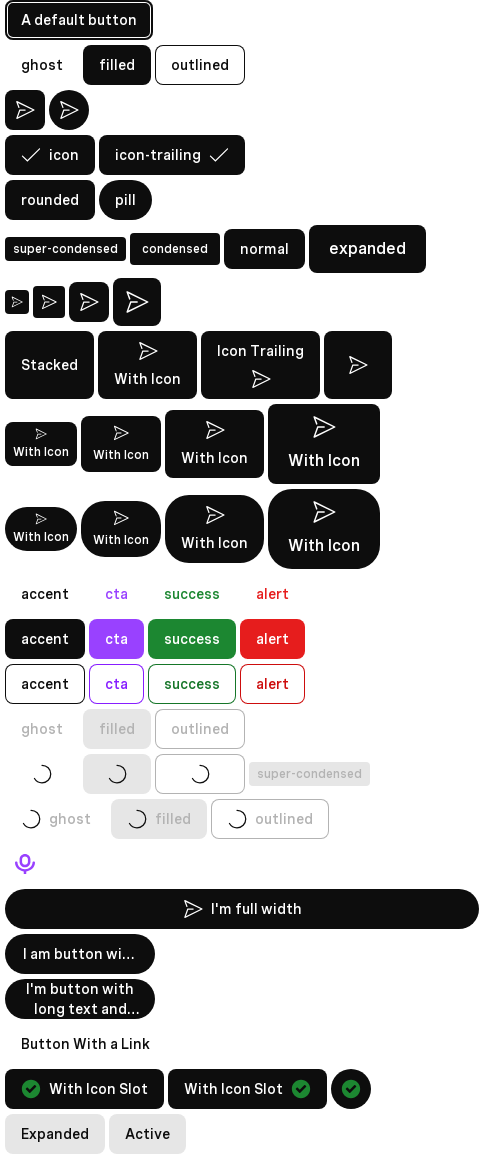 A default button
ghost filled outlined
icon icon-trailing
rounded pill
super-condensed condensed normal expanded
Stacked With Icon Icon Trailing
With Icon With Icon With Icon With Icon
With Icon With Icon With Icon With Icon
accent cta success alert
accent cta success alert
accent cta success alert
ghost filled outlined
super-condensed
ghost filled outlined
I'm full width
I am button wi...
I'm button with
long text and...
Button With a Link
With Icon Slot With Icon Slot
Expanded Active